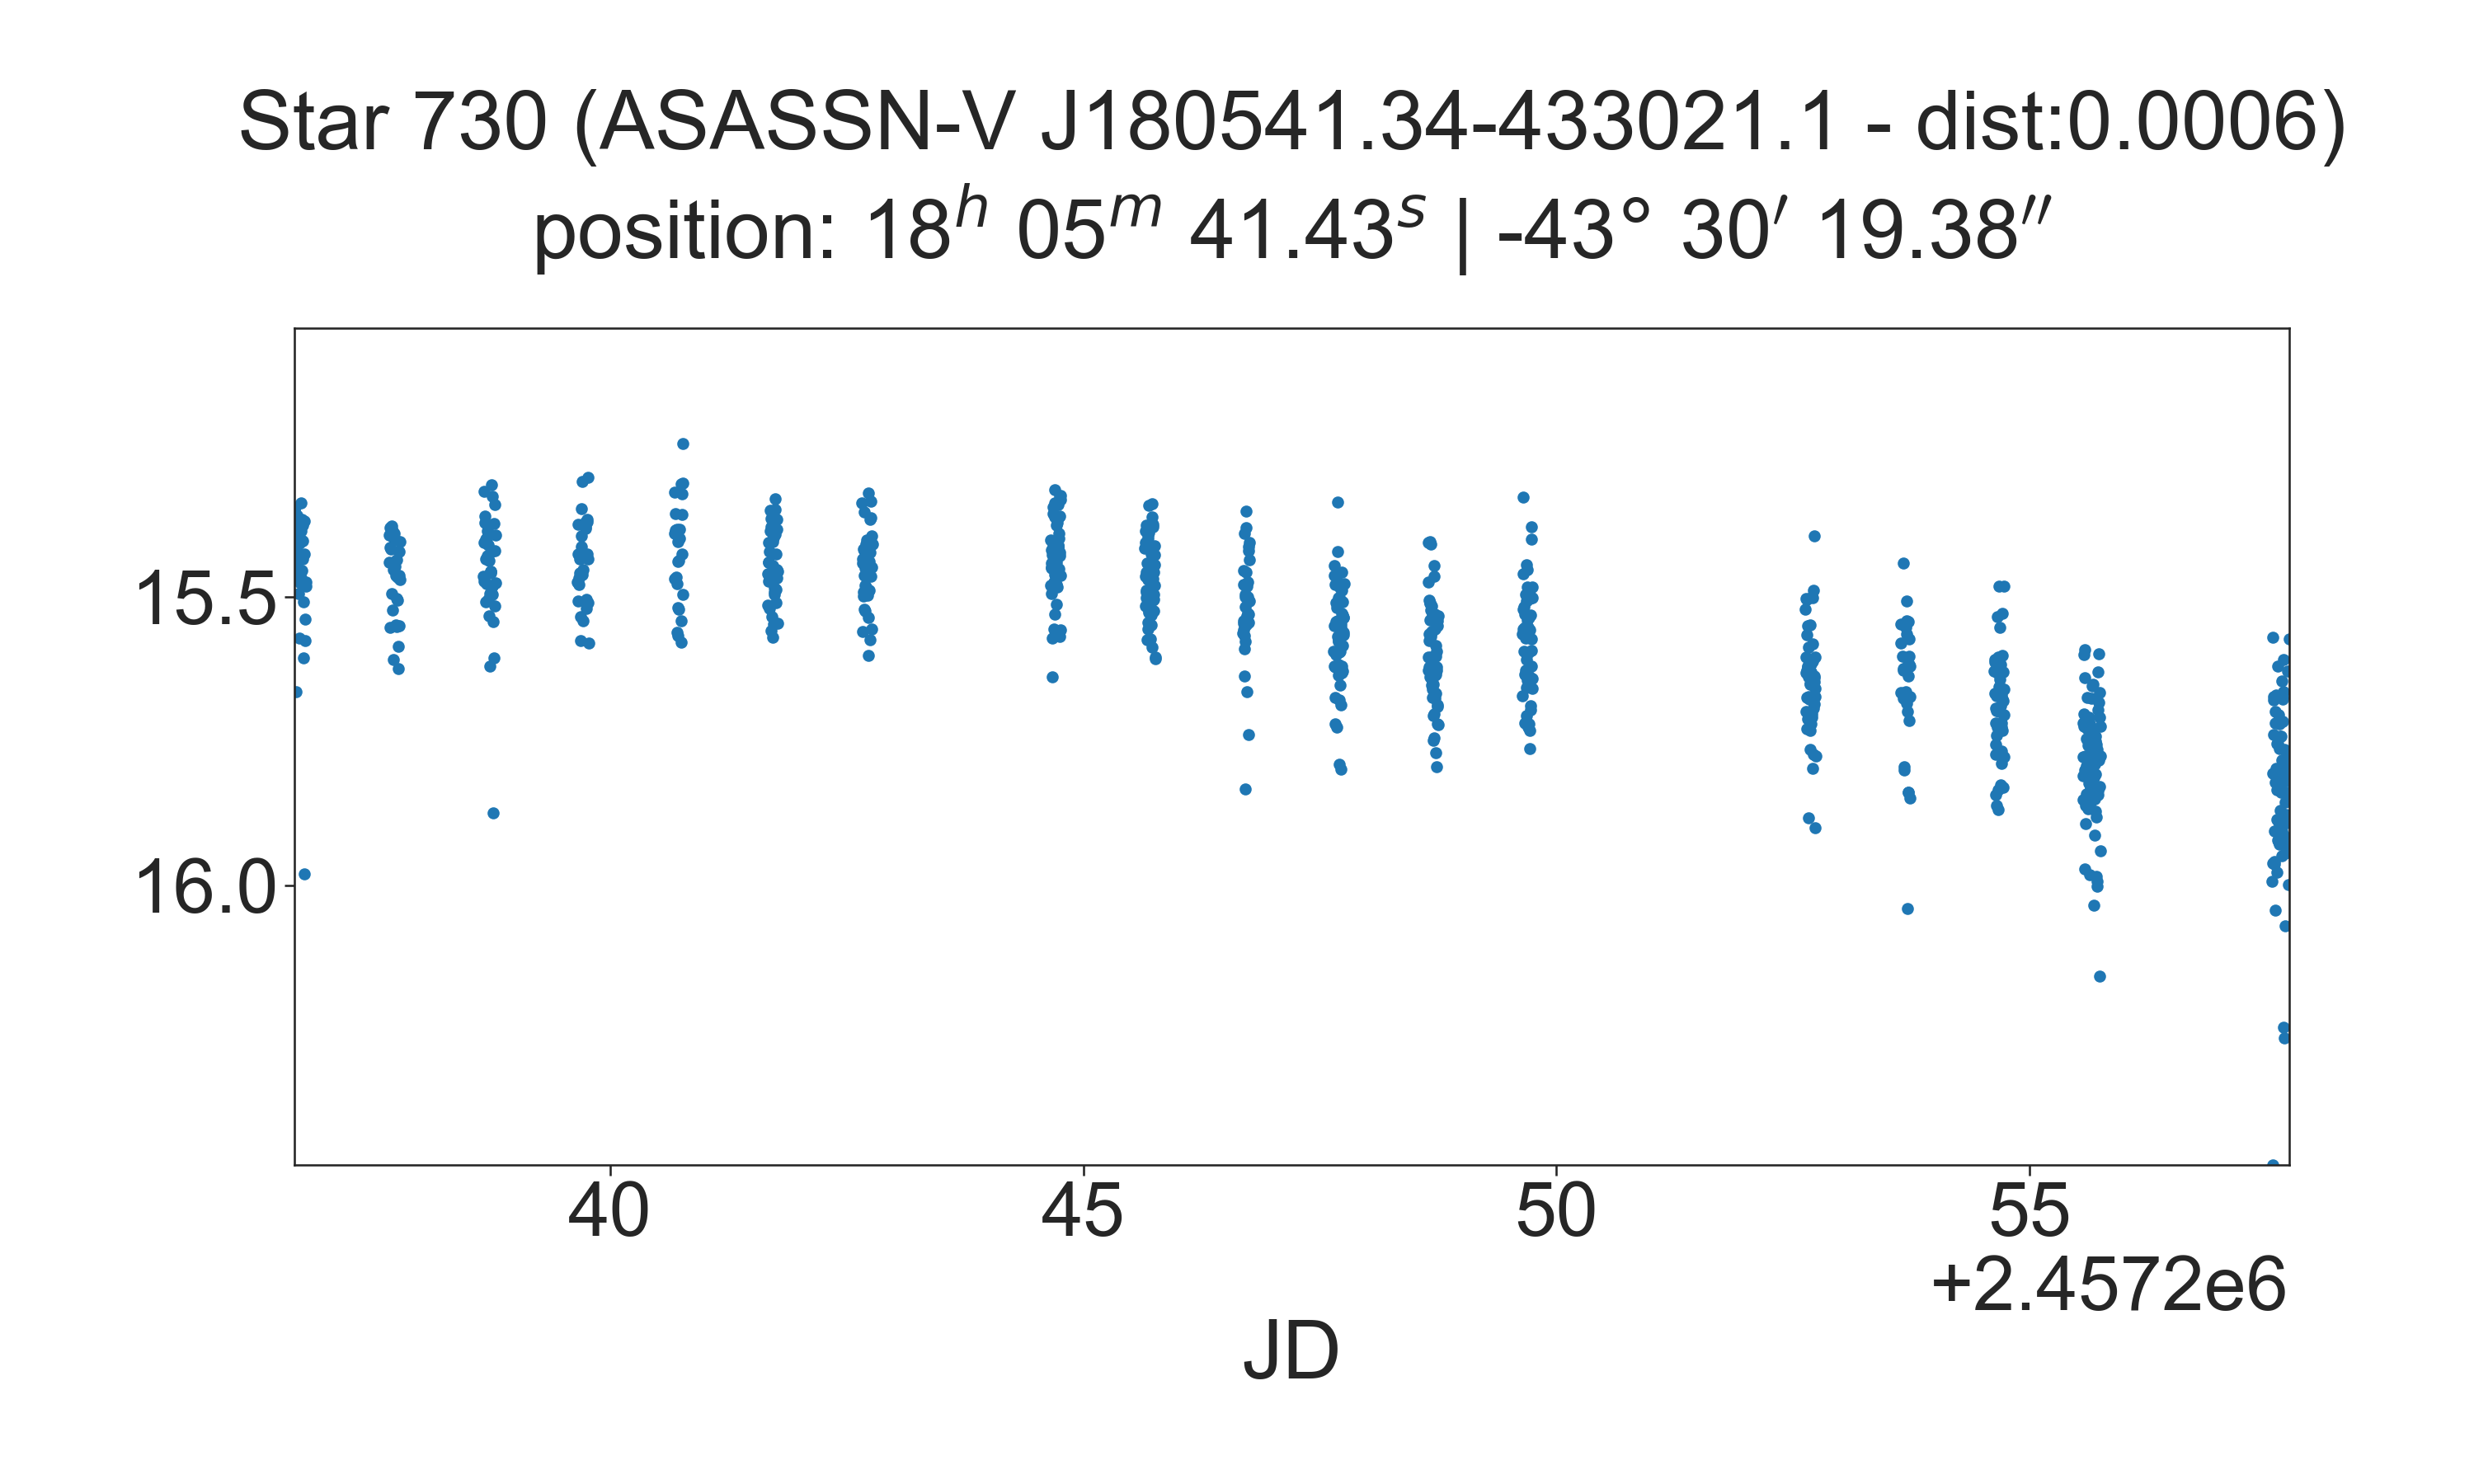 Star 730 (ASASSN-V J180541.34-433021.1 - dist:0.0006)
position: 18ʰ 05ᵐ 41.43ˢ | -43° 30′ 19.38″
15.5
16.0
40 45 50 55
+2.4572e6
JD